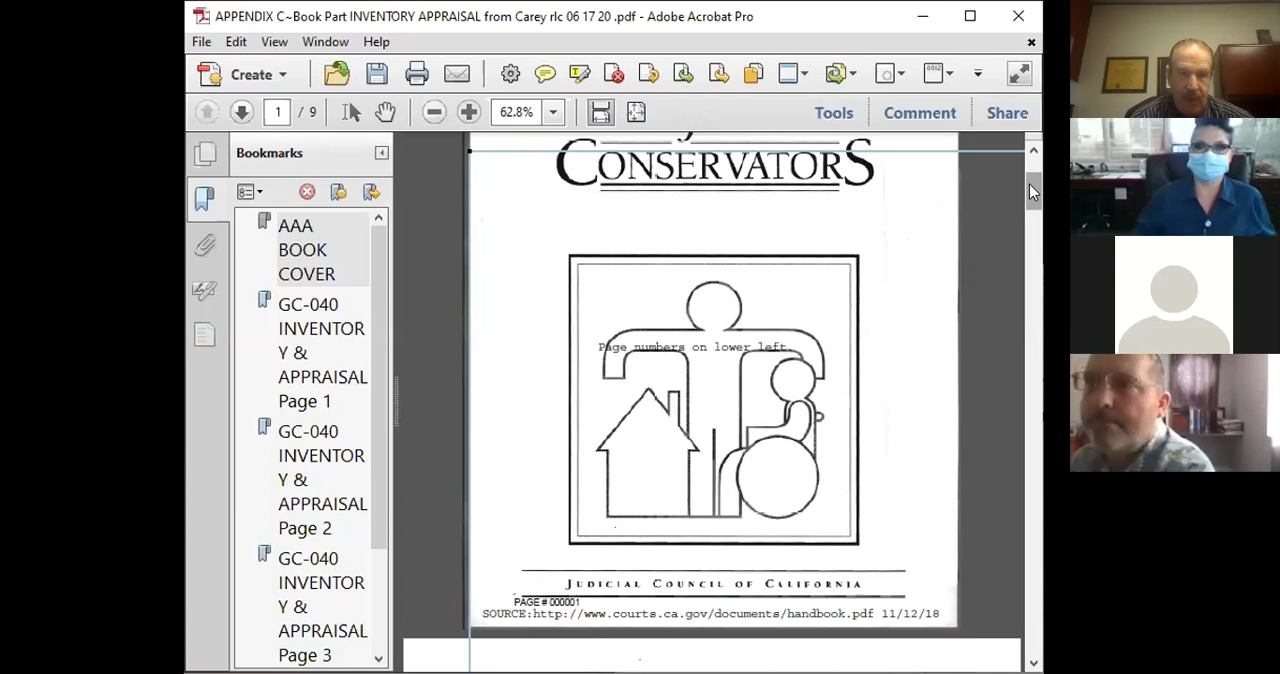 APPENDIX C~Book Part INVENTORY APPRAISAL from Carey rlc 06 17 20 .pdf - Adobe Acrobat Pro
File Edit View Window Help
Create
1 / 9 62.8% Tools Comment Share
Bookmarks
AAA
BOOK
COVER
GC-040
INVENTOR
Y &
APPRAISAL
Page 1
GC-040
INVENTOR
Y &
APPRAISAL
Page 2
GC-040
INVENTOR
Y &
APPRAISAL
Page 3
CONSERVATORS
Page numbers on lower left.
JUDICIAL COUNCIL OF CALIFORNIA
PAGE # 000001
SOURCE:http://www.courts.ca.gov/documents/handbook.pdf 11/12/18